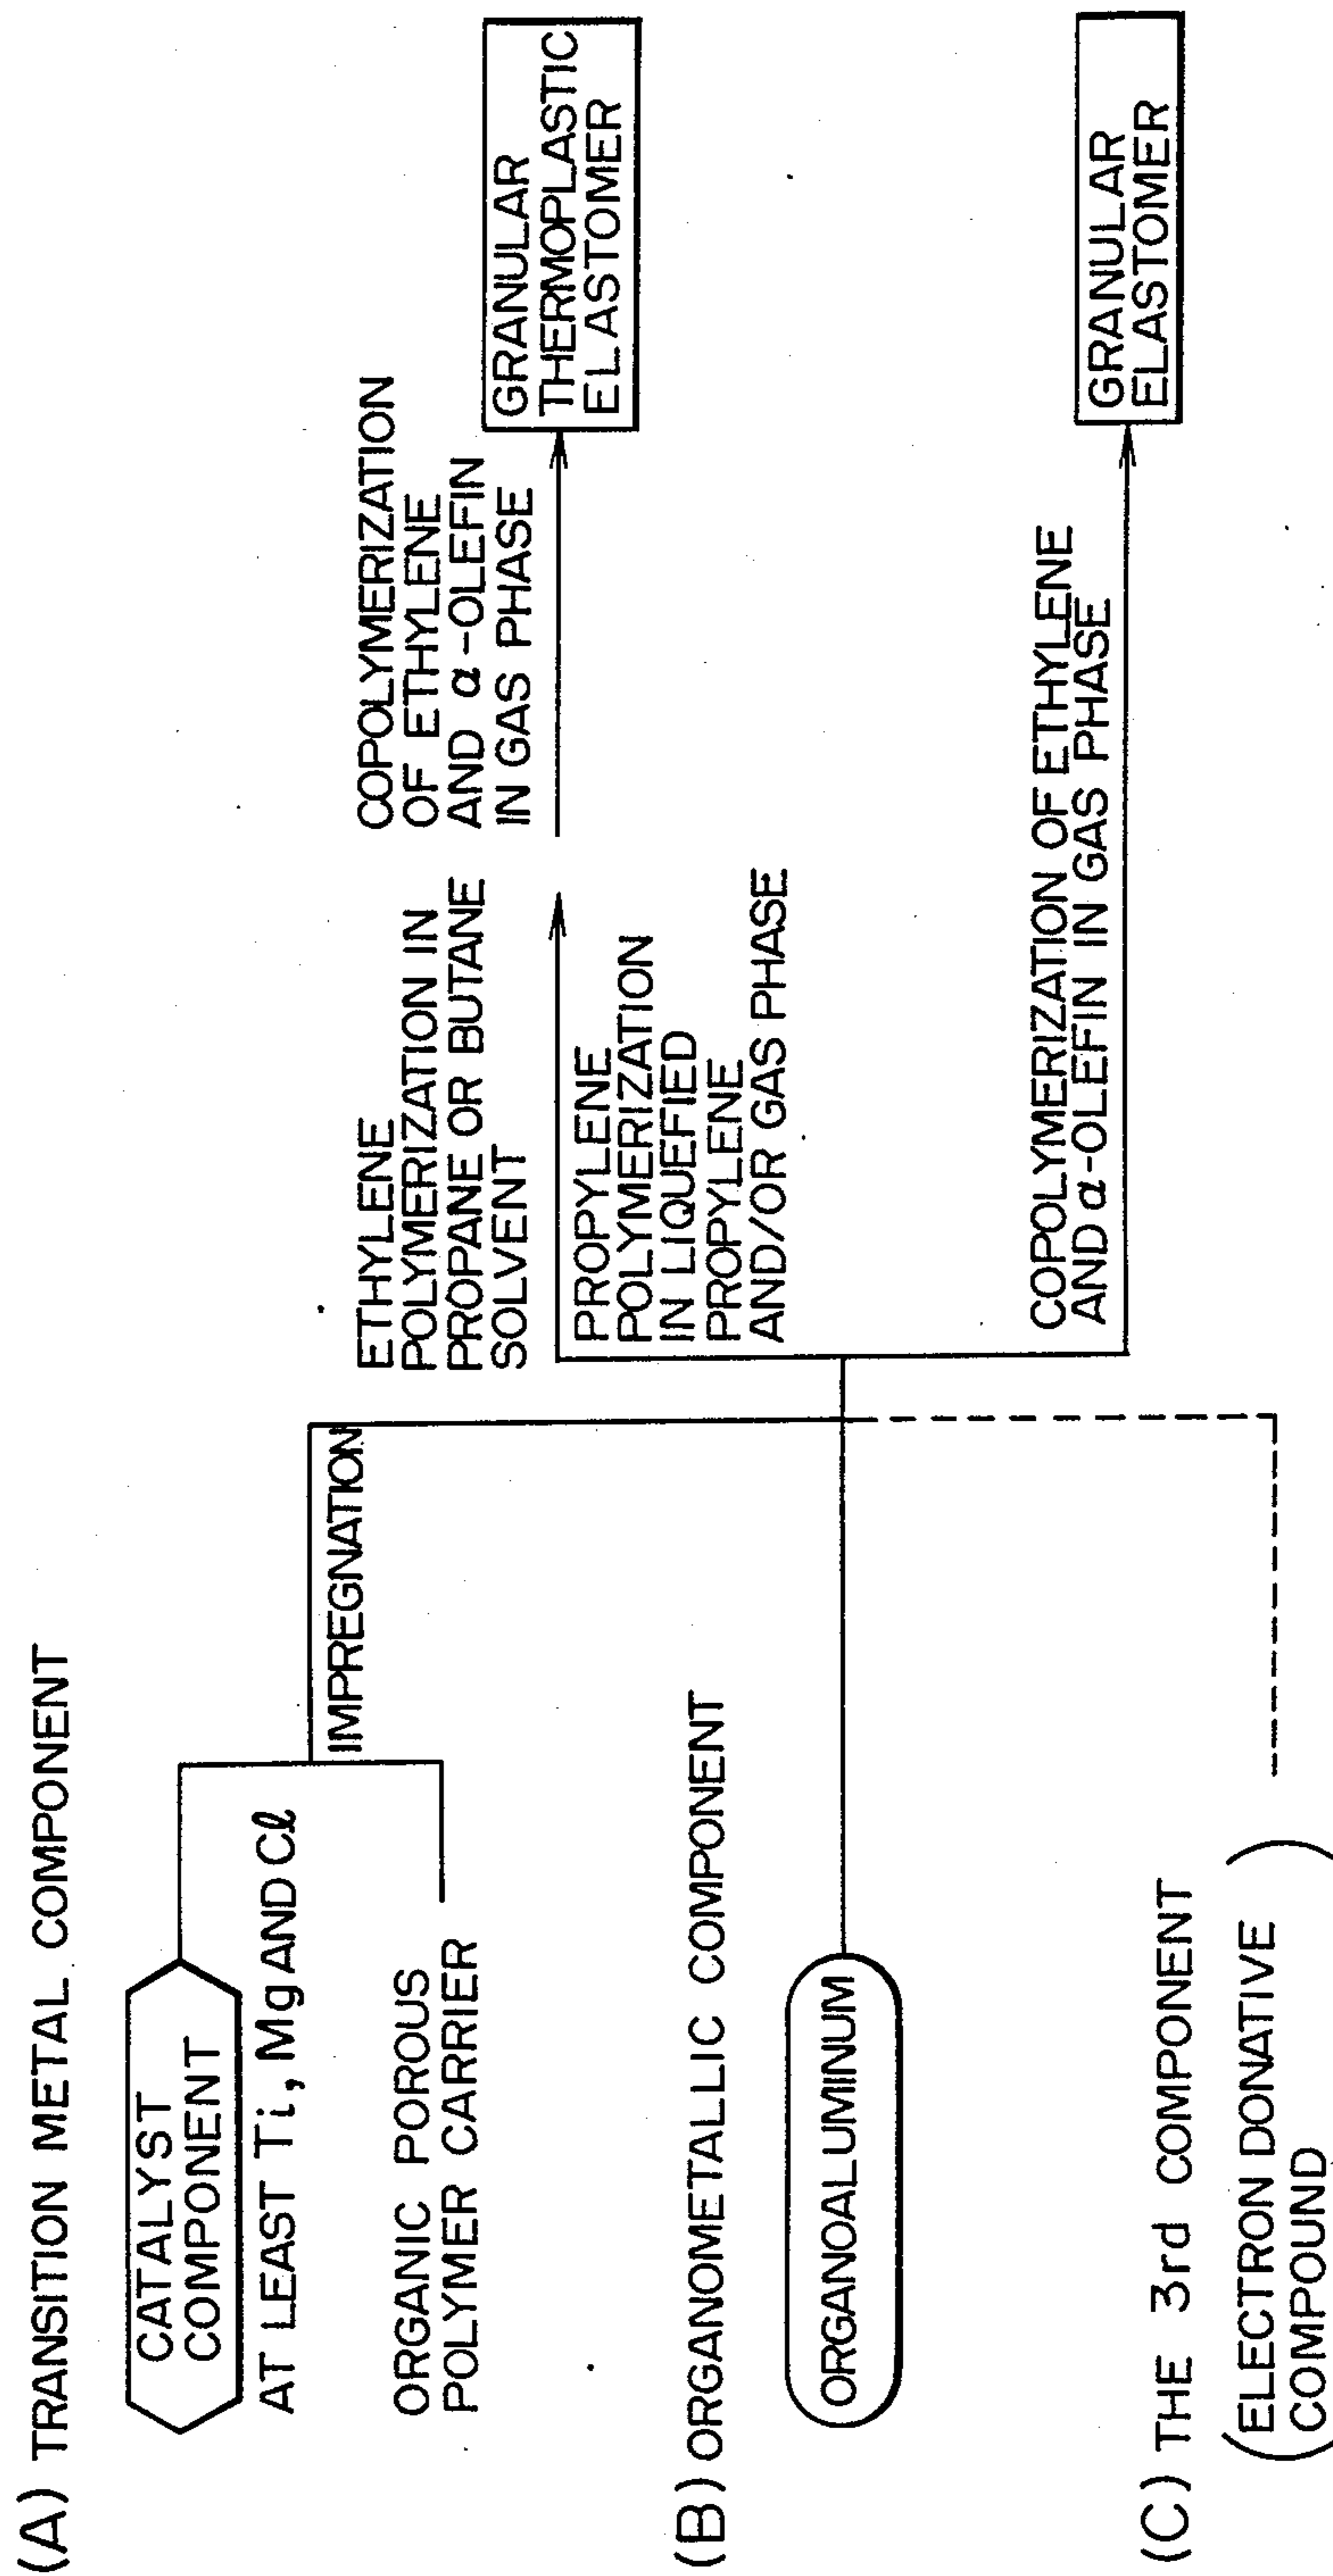 (A) TRANSITION METAL COMPONENT
CATALYST
COMPONENT
AT LEAST Ti, Mg AND Cl
ORGANIC POROUS
POLYMER CARRIER
IMPREGNATION
(B) ORGANOMETALLIC COMPONENT
ORGANOALUMINUM
(C) THE 3rd COMPONENT
(ELECTRON DONATIVE
COMPOUND)
ETHYLENE
POLYMERIZATION IN
PROPANE OR BUTANE
SOLVENT
PROPYLENE
POLYMERIZATION
IN LIQUEFIED
PROPYLENE
AND/OR GAS PHASE
COPOLYMERIZATION
OF ETHYLENE
AND α-OLEFIN
IN GAS PHASE
GRANULAR
THERMOPLASTIC
ELASTOMER
COPOLYMERIZATION OF ETHYLENE
AND α-OLEFIN IN GAS PHASE
GRANULAR
ELASTOMER